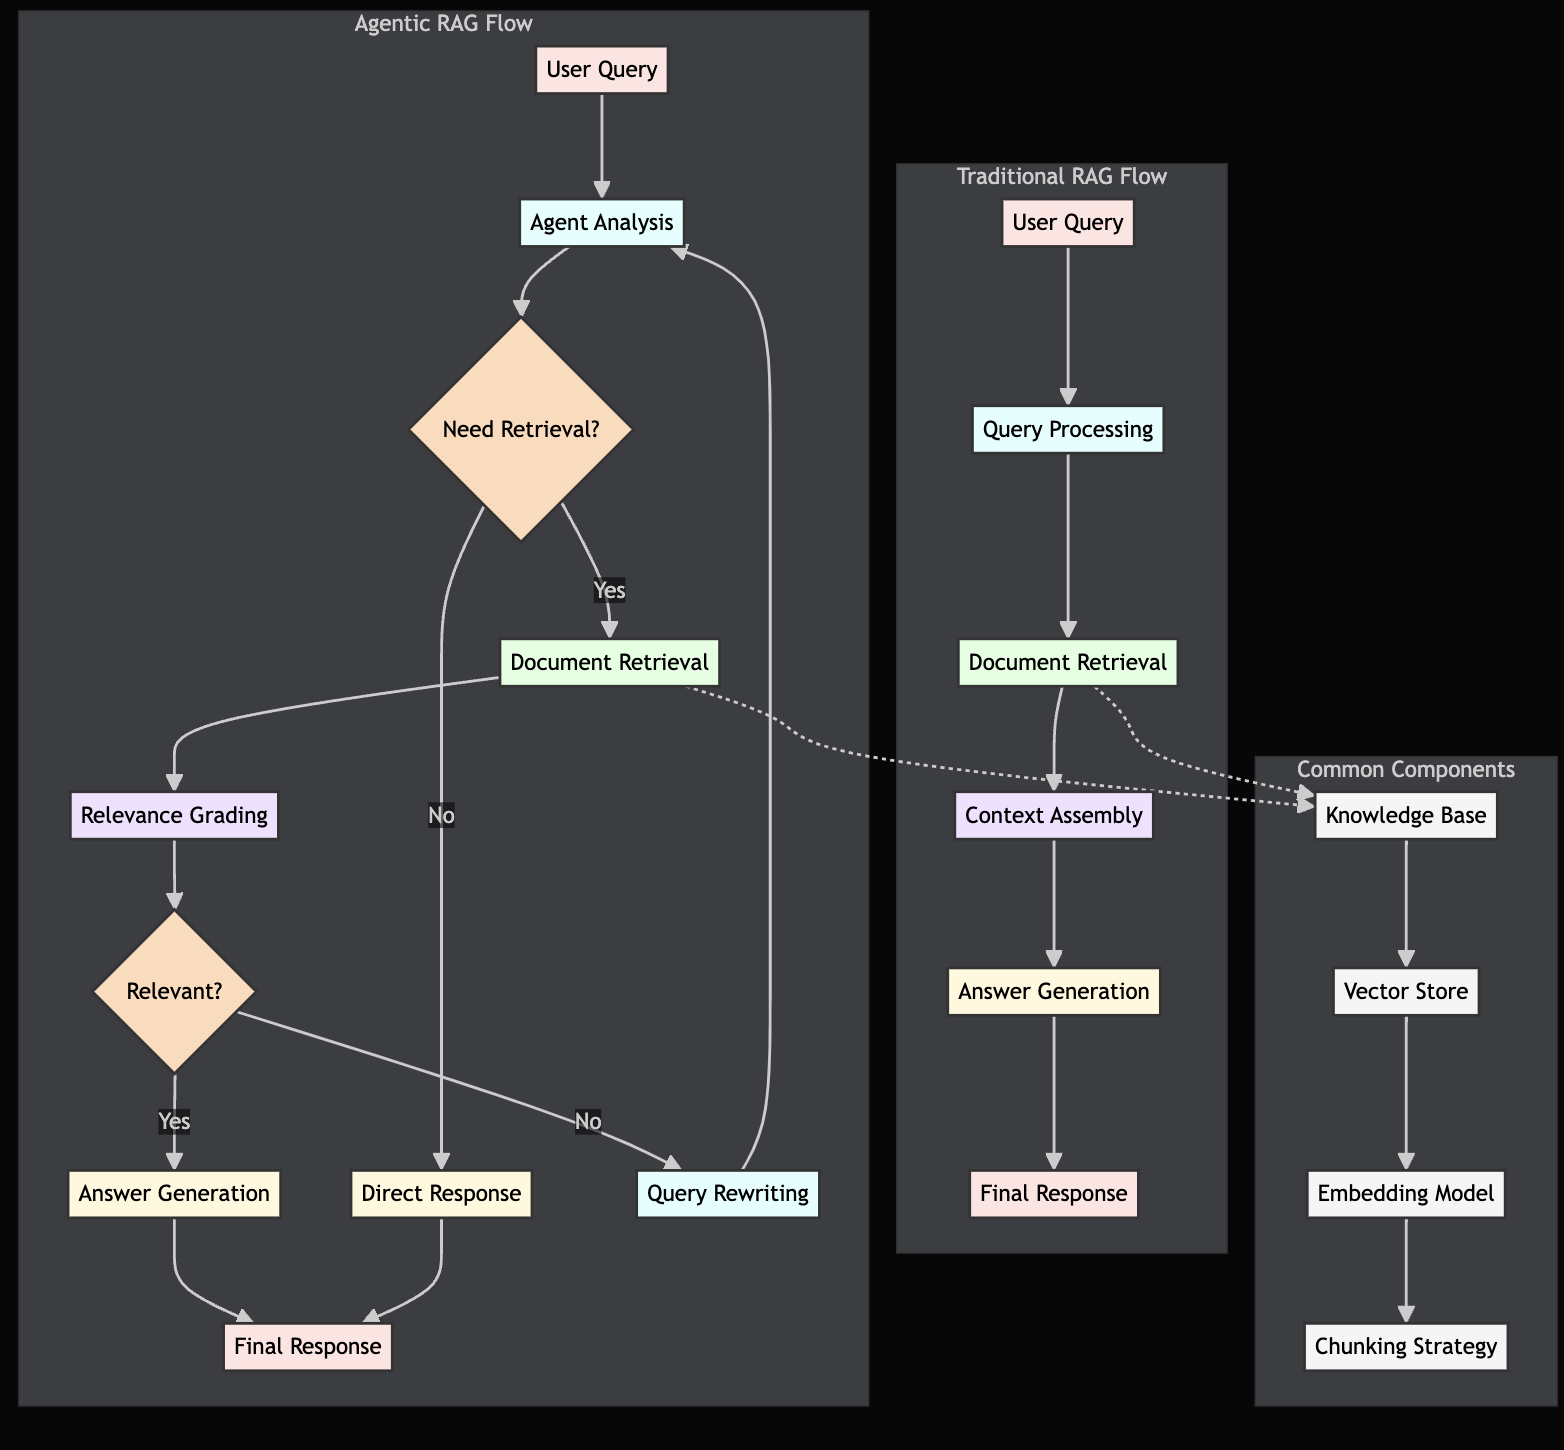 Agentic RAG Flow
User Query
Agent Analysis
Need Retrieval?
Yes
Document Retrieval
No
Relevance Grading
Relevant?
Yes
No
Answer Generation
Direct Response
Query Rewriting
Final Response
Traditional RAG Flow
User Query
Query Processing
Document Retrieval
Context Assembly
Answer Generation
Final Response
Common Components
Knowledge Base
Vector Store
Embedding Model
Chunking Strategy